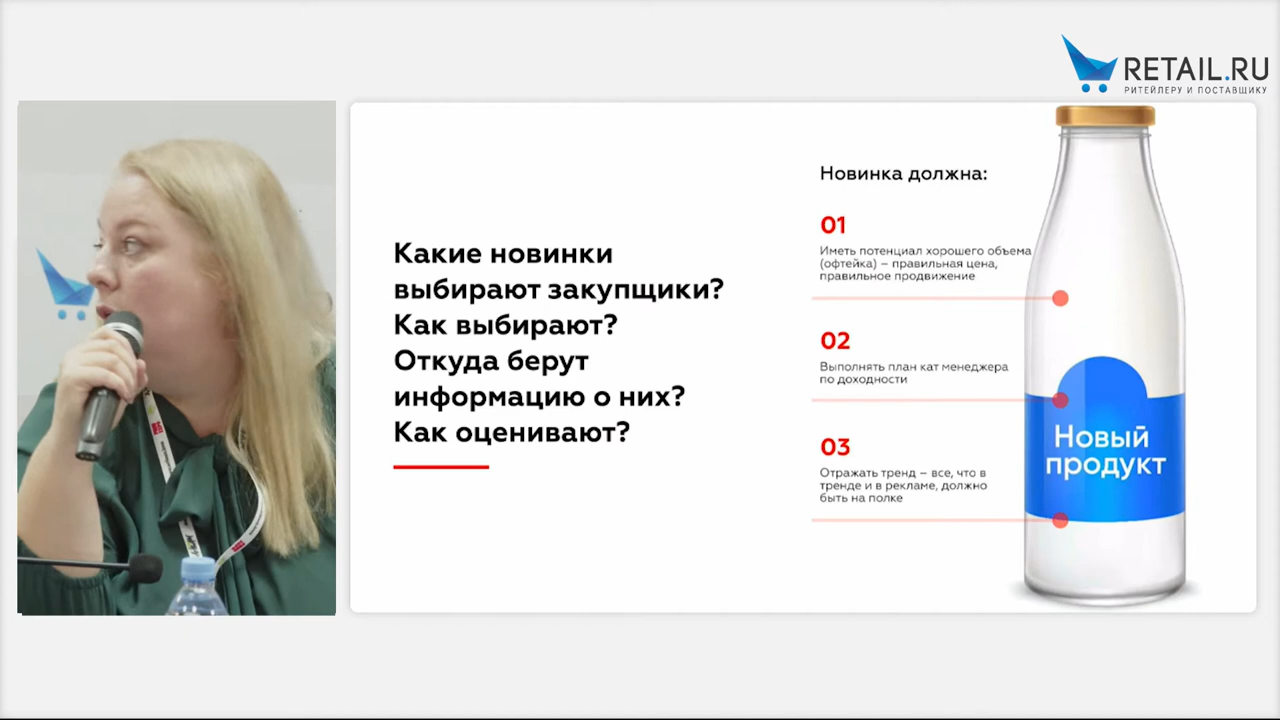 RETAIL.RU
РИТЕЙЛЕРУ И ПОСТАВЩИКУ
Какие новинки
выбирают закупщики?
Как выбирают?
Откуда берут
информацию о них?
Как оценивают?
Новинка должна:
01
Иметь потенциал хорошего объема
(офтейка) – правильная цена,
правильное продвижение
02
Выполнять план кат менеджера
по доходности
03
Отражать тренд – все, что в
тренде и в рекламе, должно
быть на полке
Новый
продукт